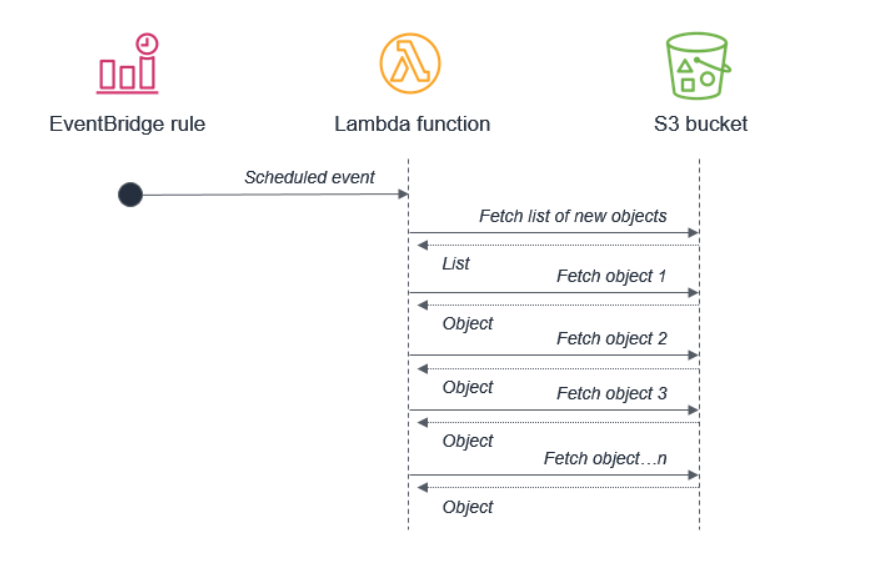 EventBridge rule
Lambda function
S3 bucket
Scheduled event
Fetch list of new objects
List
Fetch object 1
Object
Fetch object 2
Object
Fetch object 3
Object
Fetch object...n
Object